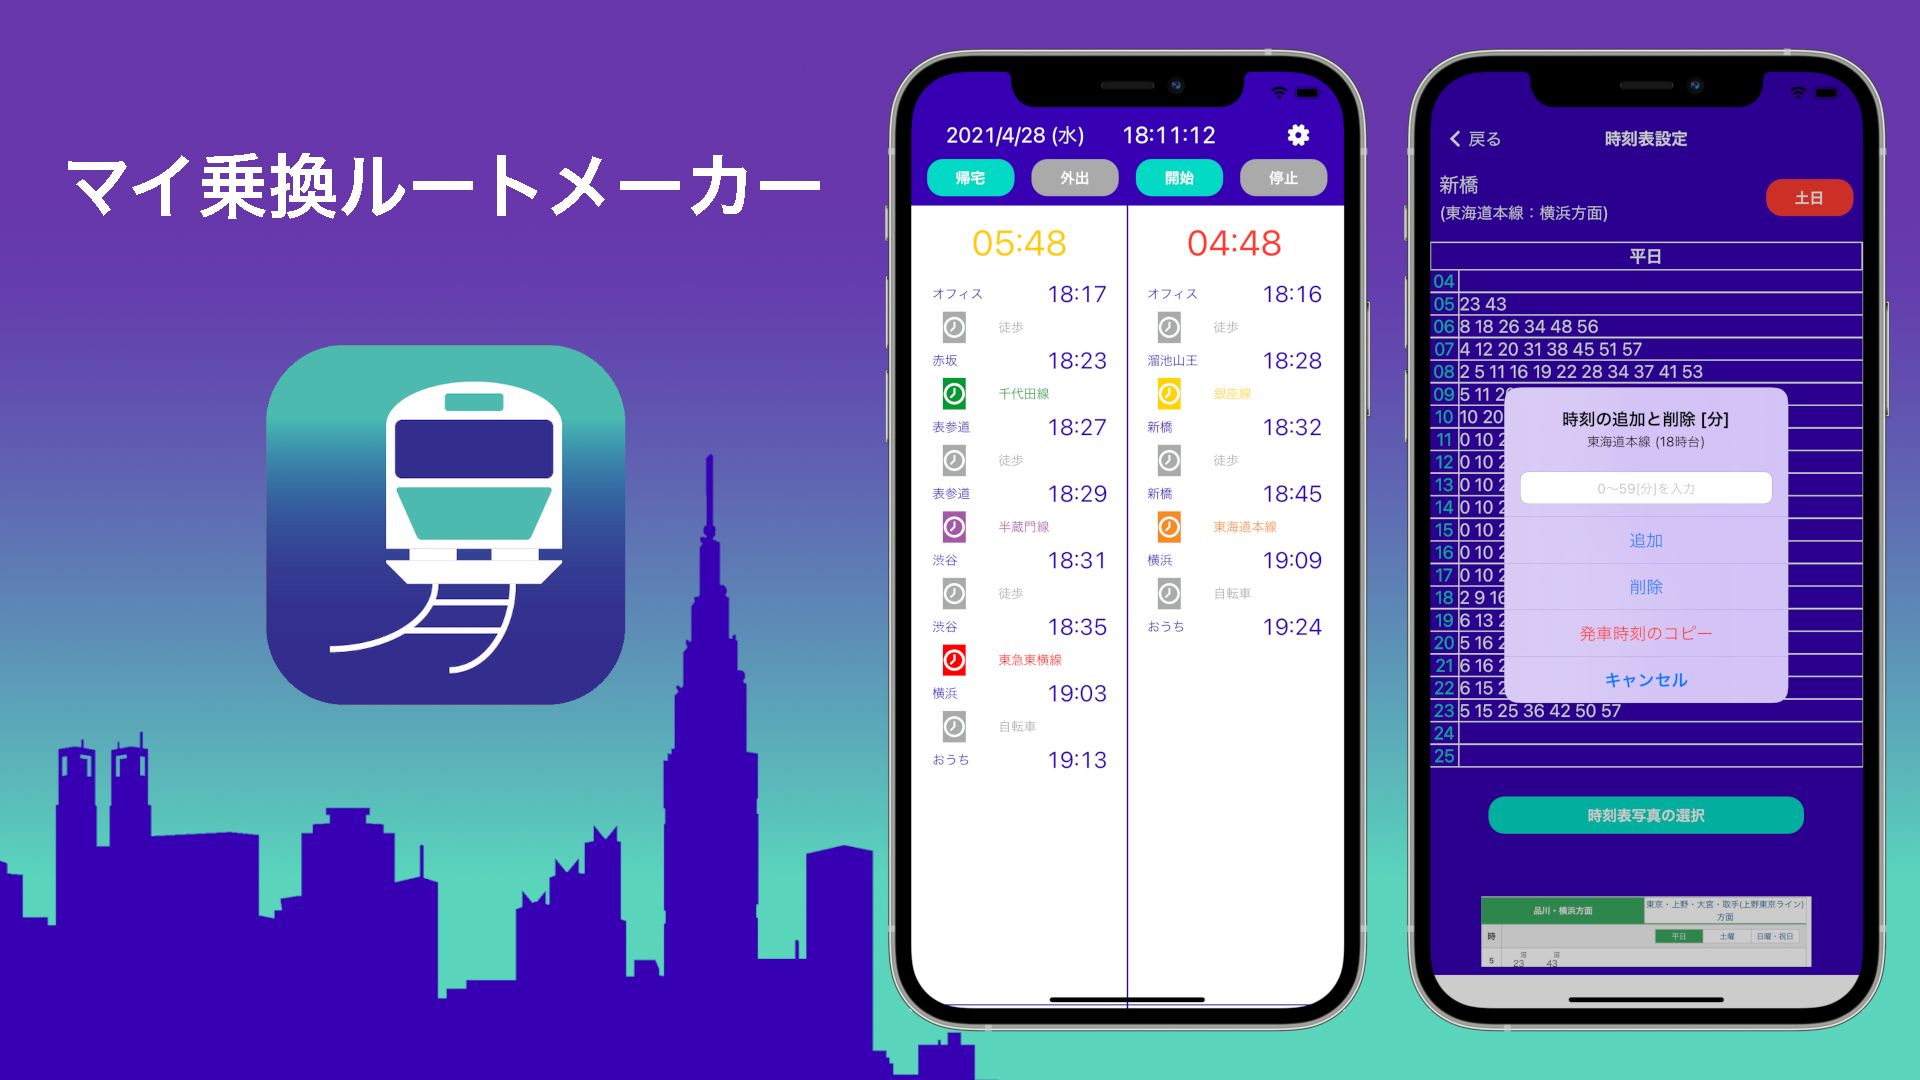 マイ乗換ルートメーカー
2021/4/28 (水) 18:11:12
帰宅 外出 開始 停止
05:48
オフィス 18:17
徒歩
赤坂 18:23
千代田線
表参道 18:27
徒歩
表参道 18:29
半蔵門線
渋谷 18:31
徒歩
渋谷 18:35
東急東横線
横浜 19:03
自転車
おうち 19:13
04:48
オフィス 18:16
徒歩
溜池山王 18:28
銀座線
新橋 18:32
徒歩
新橋 18:45
東海道本線
横浜 19:09
自転車
おうち 19:24
戻る 時刻表設定
新橋
(東海道本線：横浜方面)
土日
平日
04
05 23 43
06 8 18 26 34 48 56
07 4 12 20 31 38 45 51 57
08 2 5 11 16 19 22 28 34 37 41 53
09 5 11
10 10 20
11 0 10
12 0 10
13 0 10
14 0 10
15 0 10
16 0 10
17 0 10
18 2 9 16
19 6 13
20 5 16
21 6 16
22 6 15
23 5 15 25 36 42 50 57
24
25
時刻の追加と削除 [分]
東海道本線 (18時台)
0〜59[分]を入力
追加
削除
発車時刻のコピー
キャンセル
時刻表写真の選択
品川・横浜方面
東京・上野・大宮・取手(上野東京ライン)
方面
時 平日 土曜 日曜・祝日
5 23 43